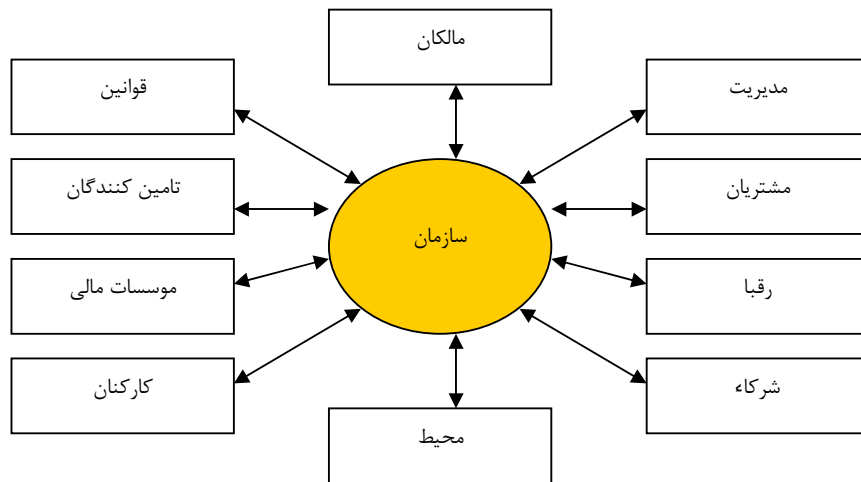 مالکان
مدیریت
قوانین
مشتریان
تامین کنندگان
سازمان
رقبا
موسسات مالی
شرکاء
کارکنان
محیط